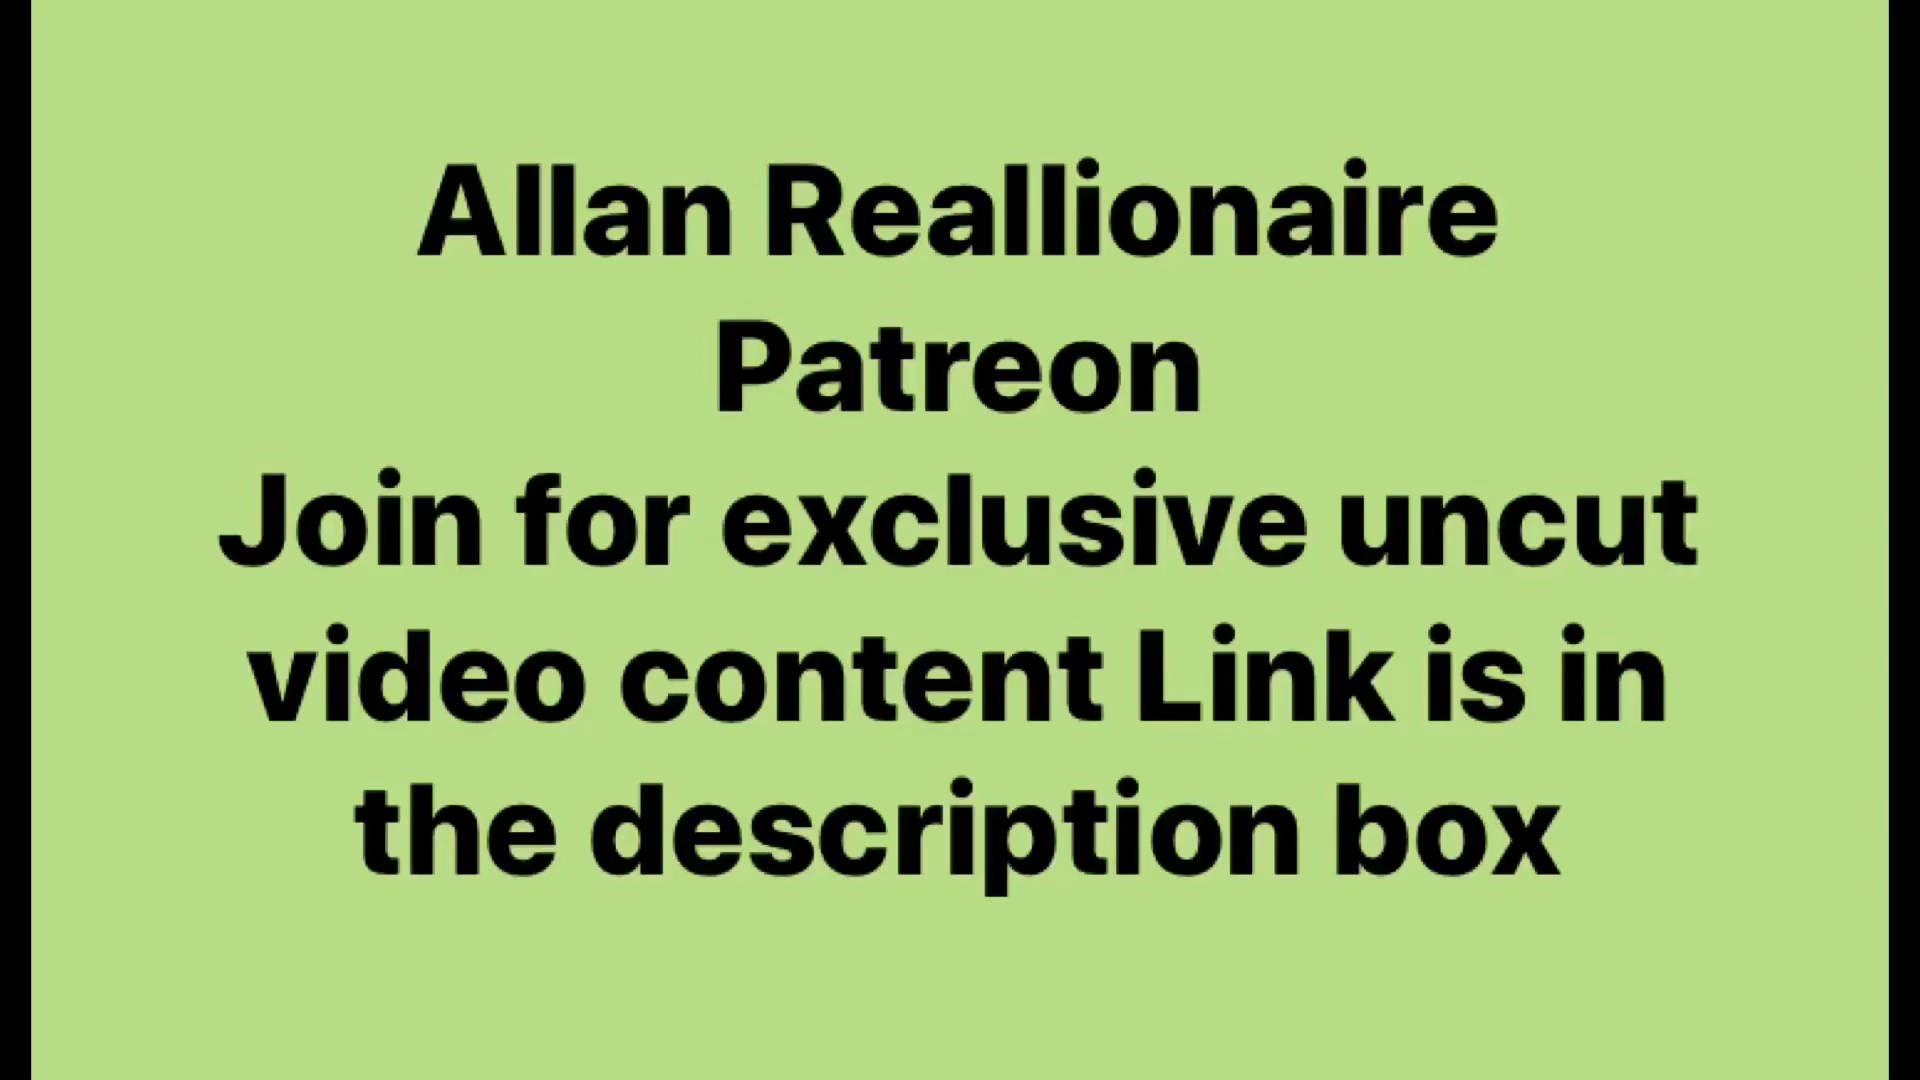 Allan Reallionaire
Patreon
Join for exclusive uncut
video content Link is in
the description box